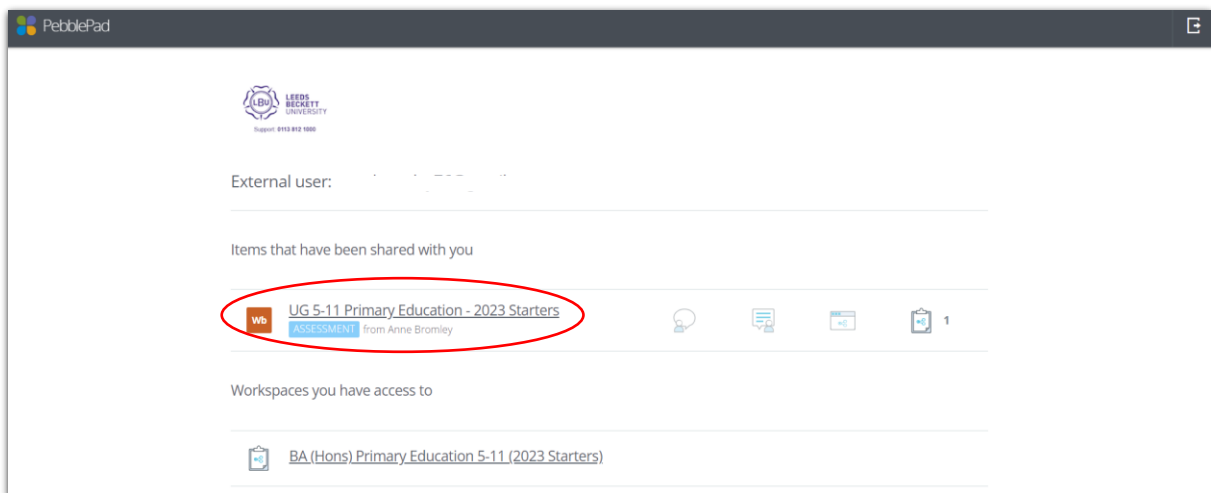 PebblePad
LBU
LEEDS
BECKETT
UNIVERSITY
Support: 0113 812 1000
External user:
Items that have been shared with you
Wb
UG 5-11 Primary Education - 2023 Starters
ASSESSMENT from Anne Bromley
1
Workspaces you have access to
BA (Hons) Primary Education 5-11 (2023 Starters)